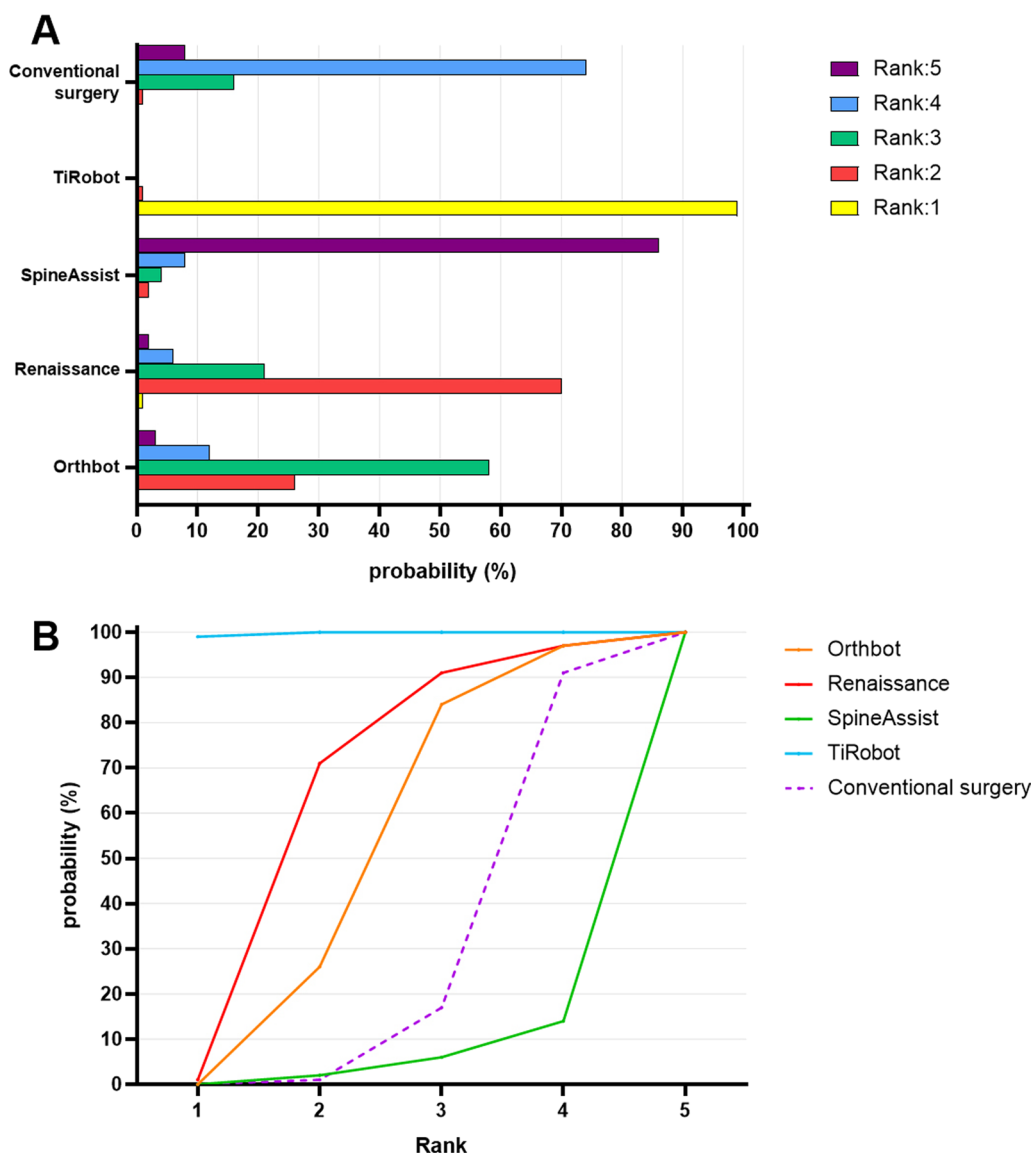 A
Conventional
surgery
TiRobot
SpineAssist
Renaissance
Orthbot
0 10 20 30 40 50 60 70 80 90 100
probability (%)
Rank:5
Rank:4
Rank:3
Rank:2
Rank:1
B
100
90
80
70
60
50
40
30
20
10
0
probability (%)
1 2 3 4 5
Rank
Orthbot
Renaissance
SpineAssist
TiRobot
Conventional surgery